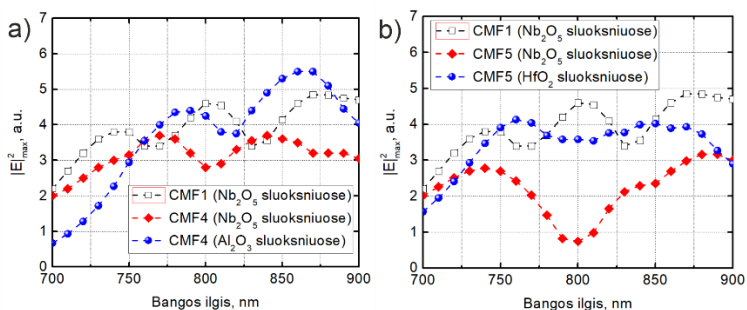 a)
|E|²max, a.u.
7
6
5
4
3
2
1
0
CMF1 (Nb₂O₅ sluoksniuose)
CMF4 (Nb₂O₅ sluoksniuose)
CMF4 (Al₂O₃ sluoksniuose)
700 750 800 850 900
Bangos ilgis, nm
b)
|E|²max, a.u.
7
6
5
4
3
2
1
0
CMF1 (Nb₂O₅ sluoksniuose)
CMF5 (Nb₂O₅ sluoksniuose)
CMF5 (HfO₂ sluoksniuose)
700 750 800 850 900
Bangos ilgis, nm